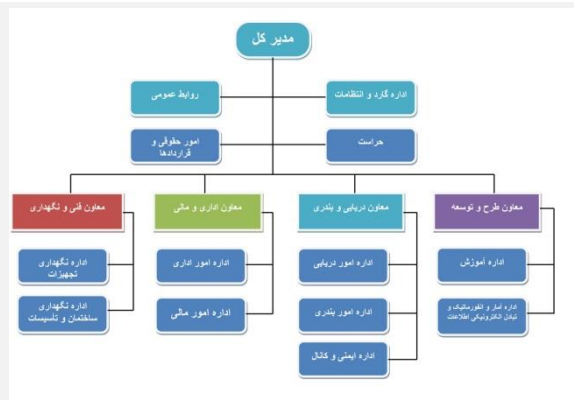 مدیر کل
اداره گارد و انتظامات
روابط عمومی
حراست
امور حقوقی و
قراردادها
معاون طرح و توسعه
معاون دریایی و بندری
معاون اداری و مالی
معاون فنی و نگهداری
اداره آموزش
اداره امور دریایی
اداره امور اداری
اداره نگهداری
تجهیزات
اداره آمار و انفورماتیک و
تبادل الکترونیکی اطلاعات
اداره امور بندری
اداره امور مالی
اداره نگهداری
ساختمان و تأسیسات
اداره ایمنی و کانال